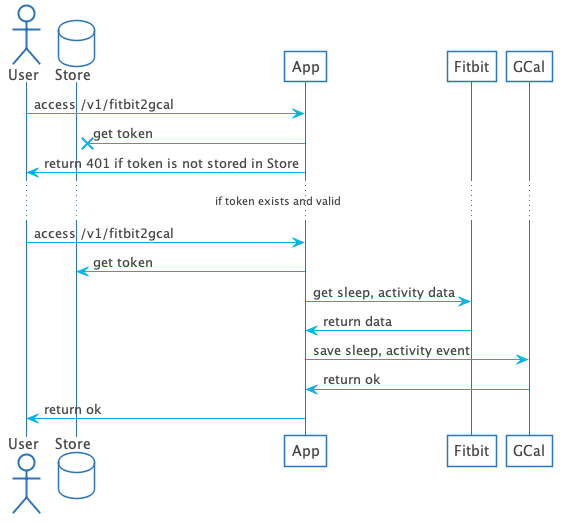 User Store App Fitbit GCal
access /v1/fitbit2gcal
get token
return 401 if token is not stored in Store
if token exists and valid
access /v1/fitbit2gcal
get token
get sleep, activity data
return data
save sleep, activity event
return ok
return ok
User Store App Fitbit GCal